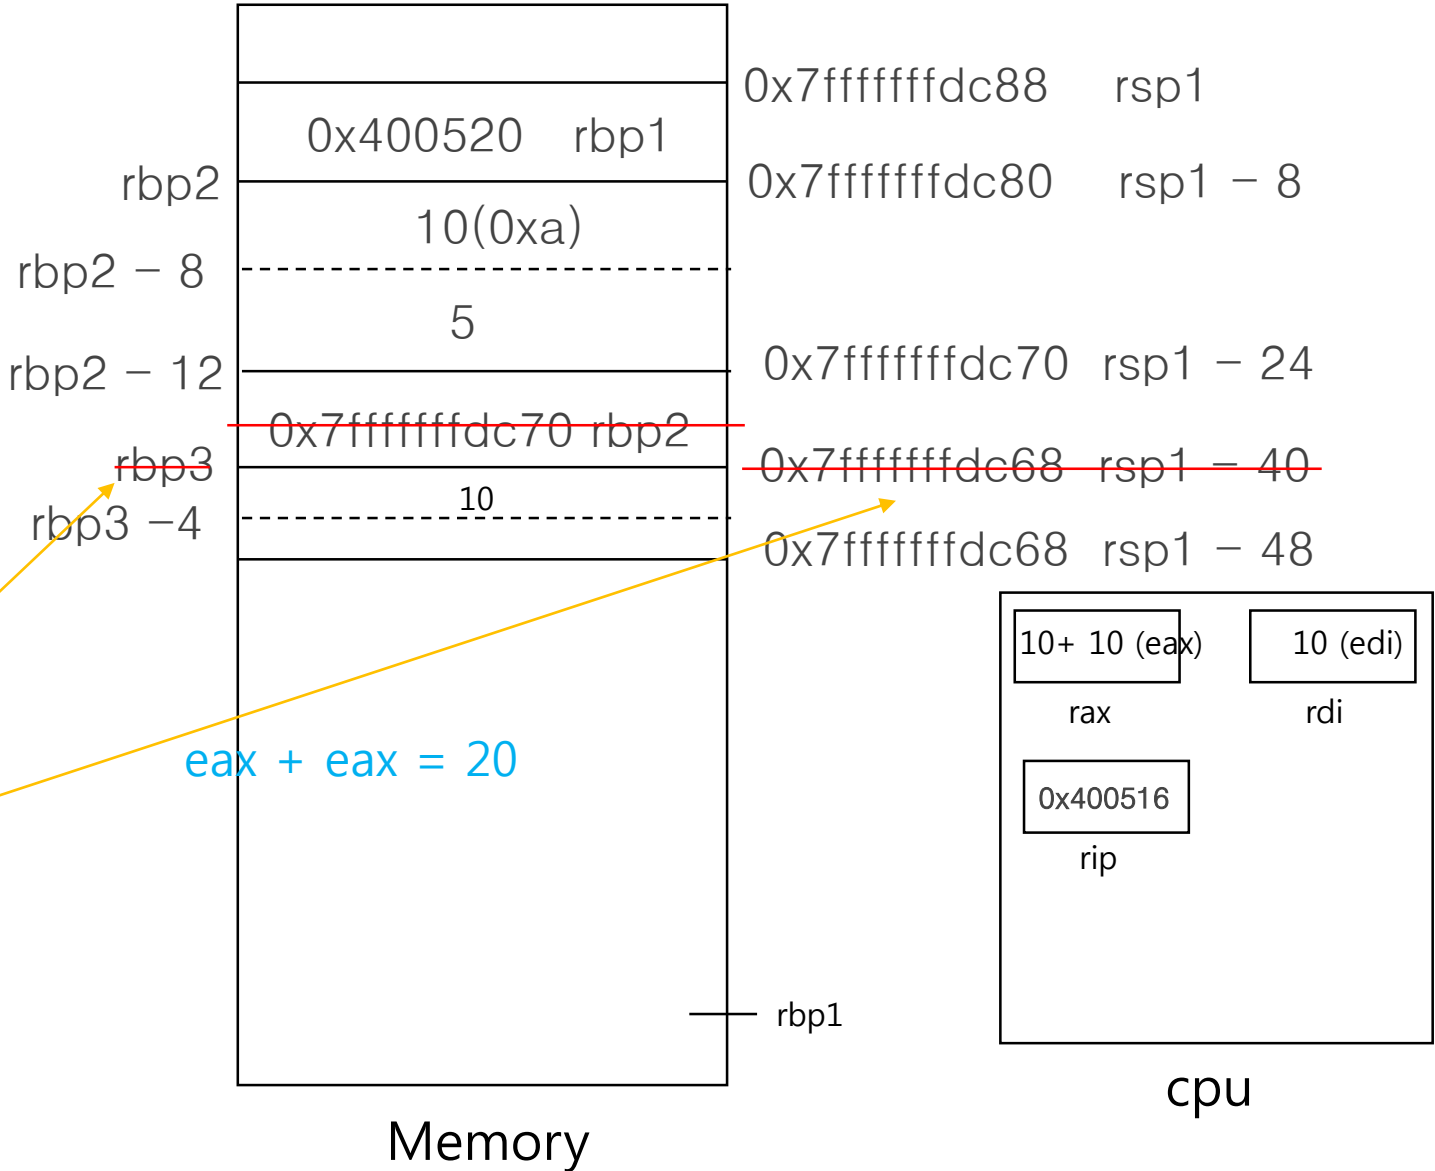 0x7fffffffdc88 rsp1
0x400520 rbp1
rbp2 0x7fffffffdc80 rsp1 - 8
10(0xa)
rbp2 - 8
5
rbp2 - 12 0x7fffffffdc70 rsp1 - 24
0x7fffffffdc70 rbp2
rbp3 0x7fffffffdc68 rsp1 - 40
10
rbp3 -4
0x7fffffffdc68 rsp1 - 48
10+ 10 (eax) 10 (edi)
rax rdi
eax + eax = 20
0x400516
rip
rbp1
cpu
Memory